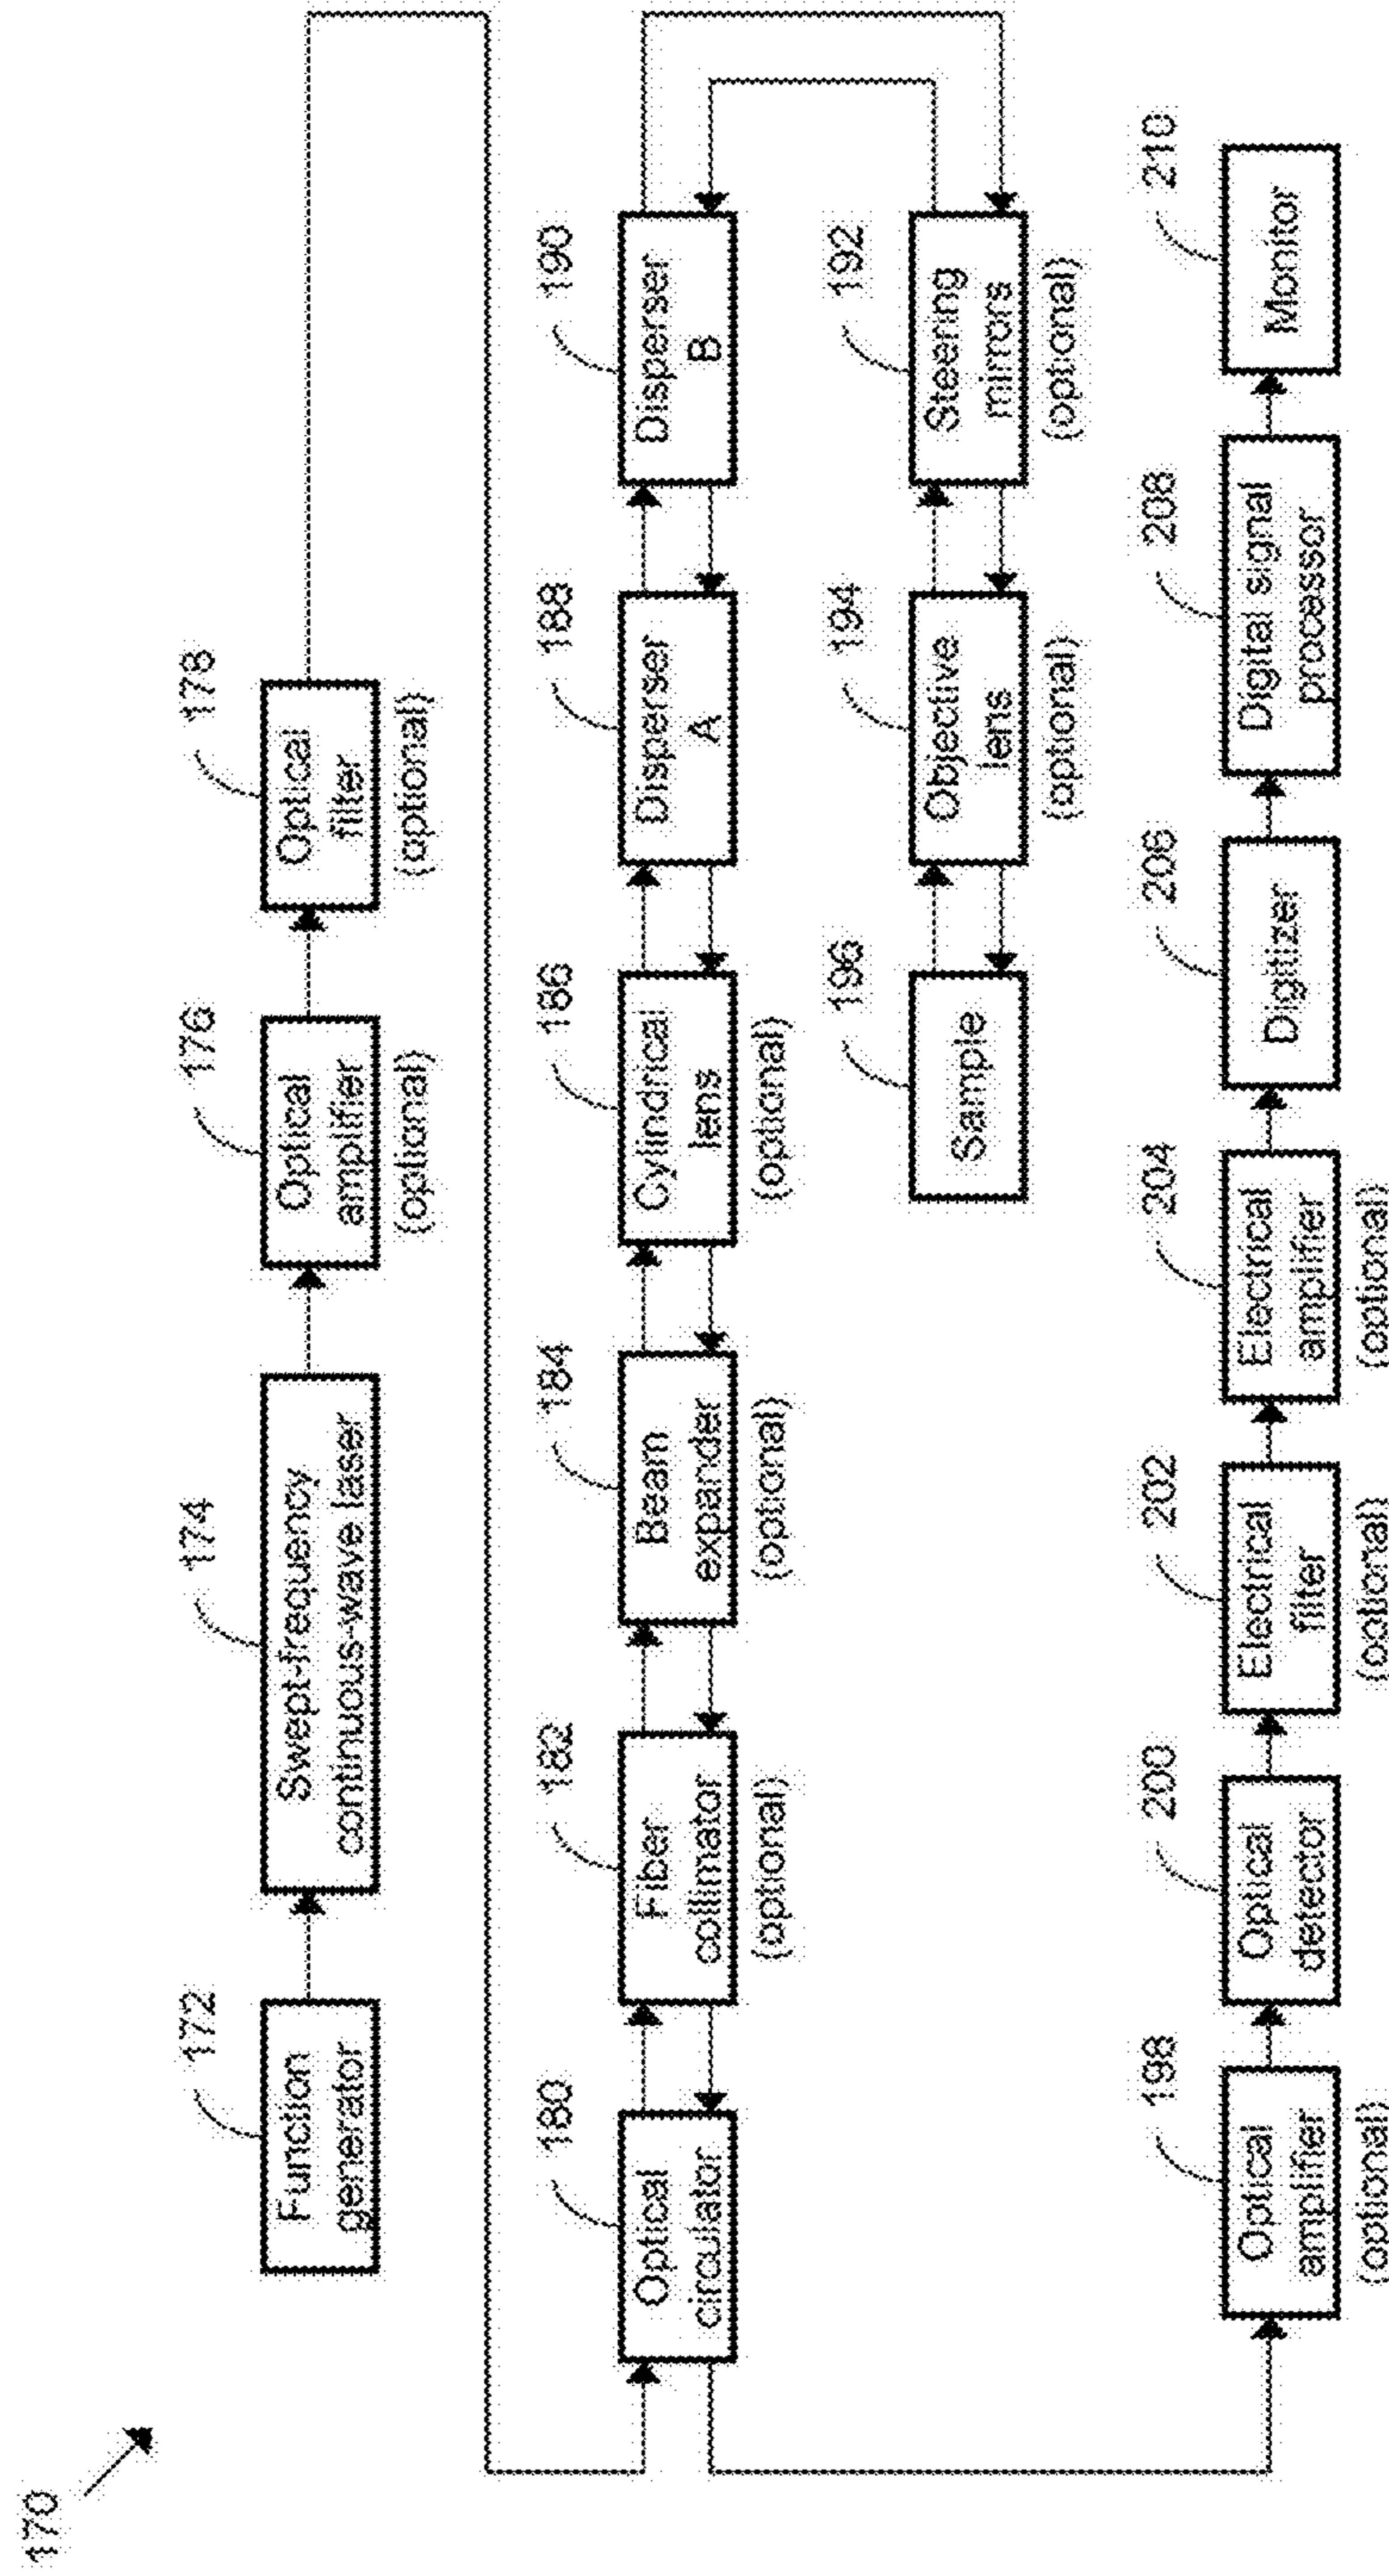 170
172
Function
generator
174
Swept-frequency
continuous-wave laser
176
Optical
amplifier
(optional)
178
Optical
filter
(optional)
180
Optical
circulator
182
Fiber
collimator
(optional)
184
Beam
expander
(optional)
186
Cylindrical
lens
(optional)
188
Disperser
A
190
Disperser
B
196
Sample
194
Objective
lens
(optional)
192
Steering
mirrors
(optional)
198
Optical
amplifier
(optional)
200
Optical
detector
202
Electrical
filter
(optional)
204
Electrical
amplifier
(optional)
206
Digitizer
208
Digital signal
processor
210
Monitor